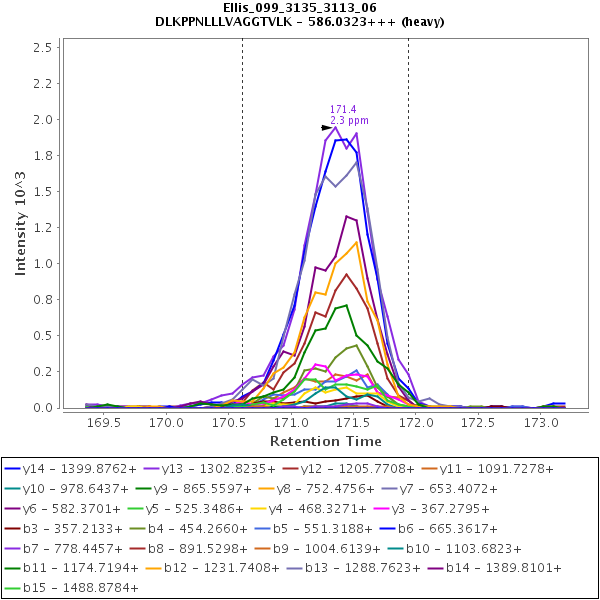 Ellis_099_3135_3113_06
DLKPPNLLLVAGGTVLK - 586.0323+++ (heavy)
171.4
2.3 ppm
Intensity 10^3
2.5
2.2
2.0
1.8
1.5
1.2
1.0
0.8
0.5
0.2
0.0
169.5 170.0 170.5 171.0 171.5 172.0 172.5 173.0
Retention Time
y14 - 1399.8762+ y13 - 1302.8235+ y12 - 1205.7708+ y11 - 1091.7278+
y10 - 978.6437+ y9 - 865.5597+ y8 - 752.4756+ y7 - 653.4072+
y6 - 582.3701+ y5 - 525.3486+ y4 - 468.3271+ y3 - 367.2795+
b3 - 357.2133+ b4 - 454.2660+ b5 - 551.3188+ b6 - 665.3617+
b7 - 778.4457+ b8 - 891.5298+ b9 - 1004.6139+ b10 - 1103.6823+
b11 - 1174.7194+ b12 - 1231.7408+ b13 - 1288.7623+ b14 - 1389.8101+
b15 - 1488.8784+